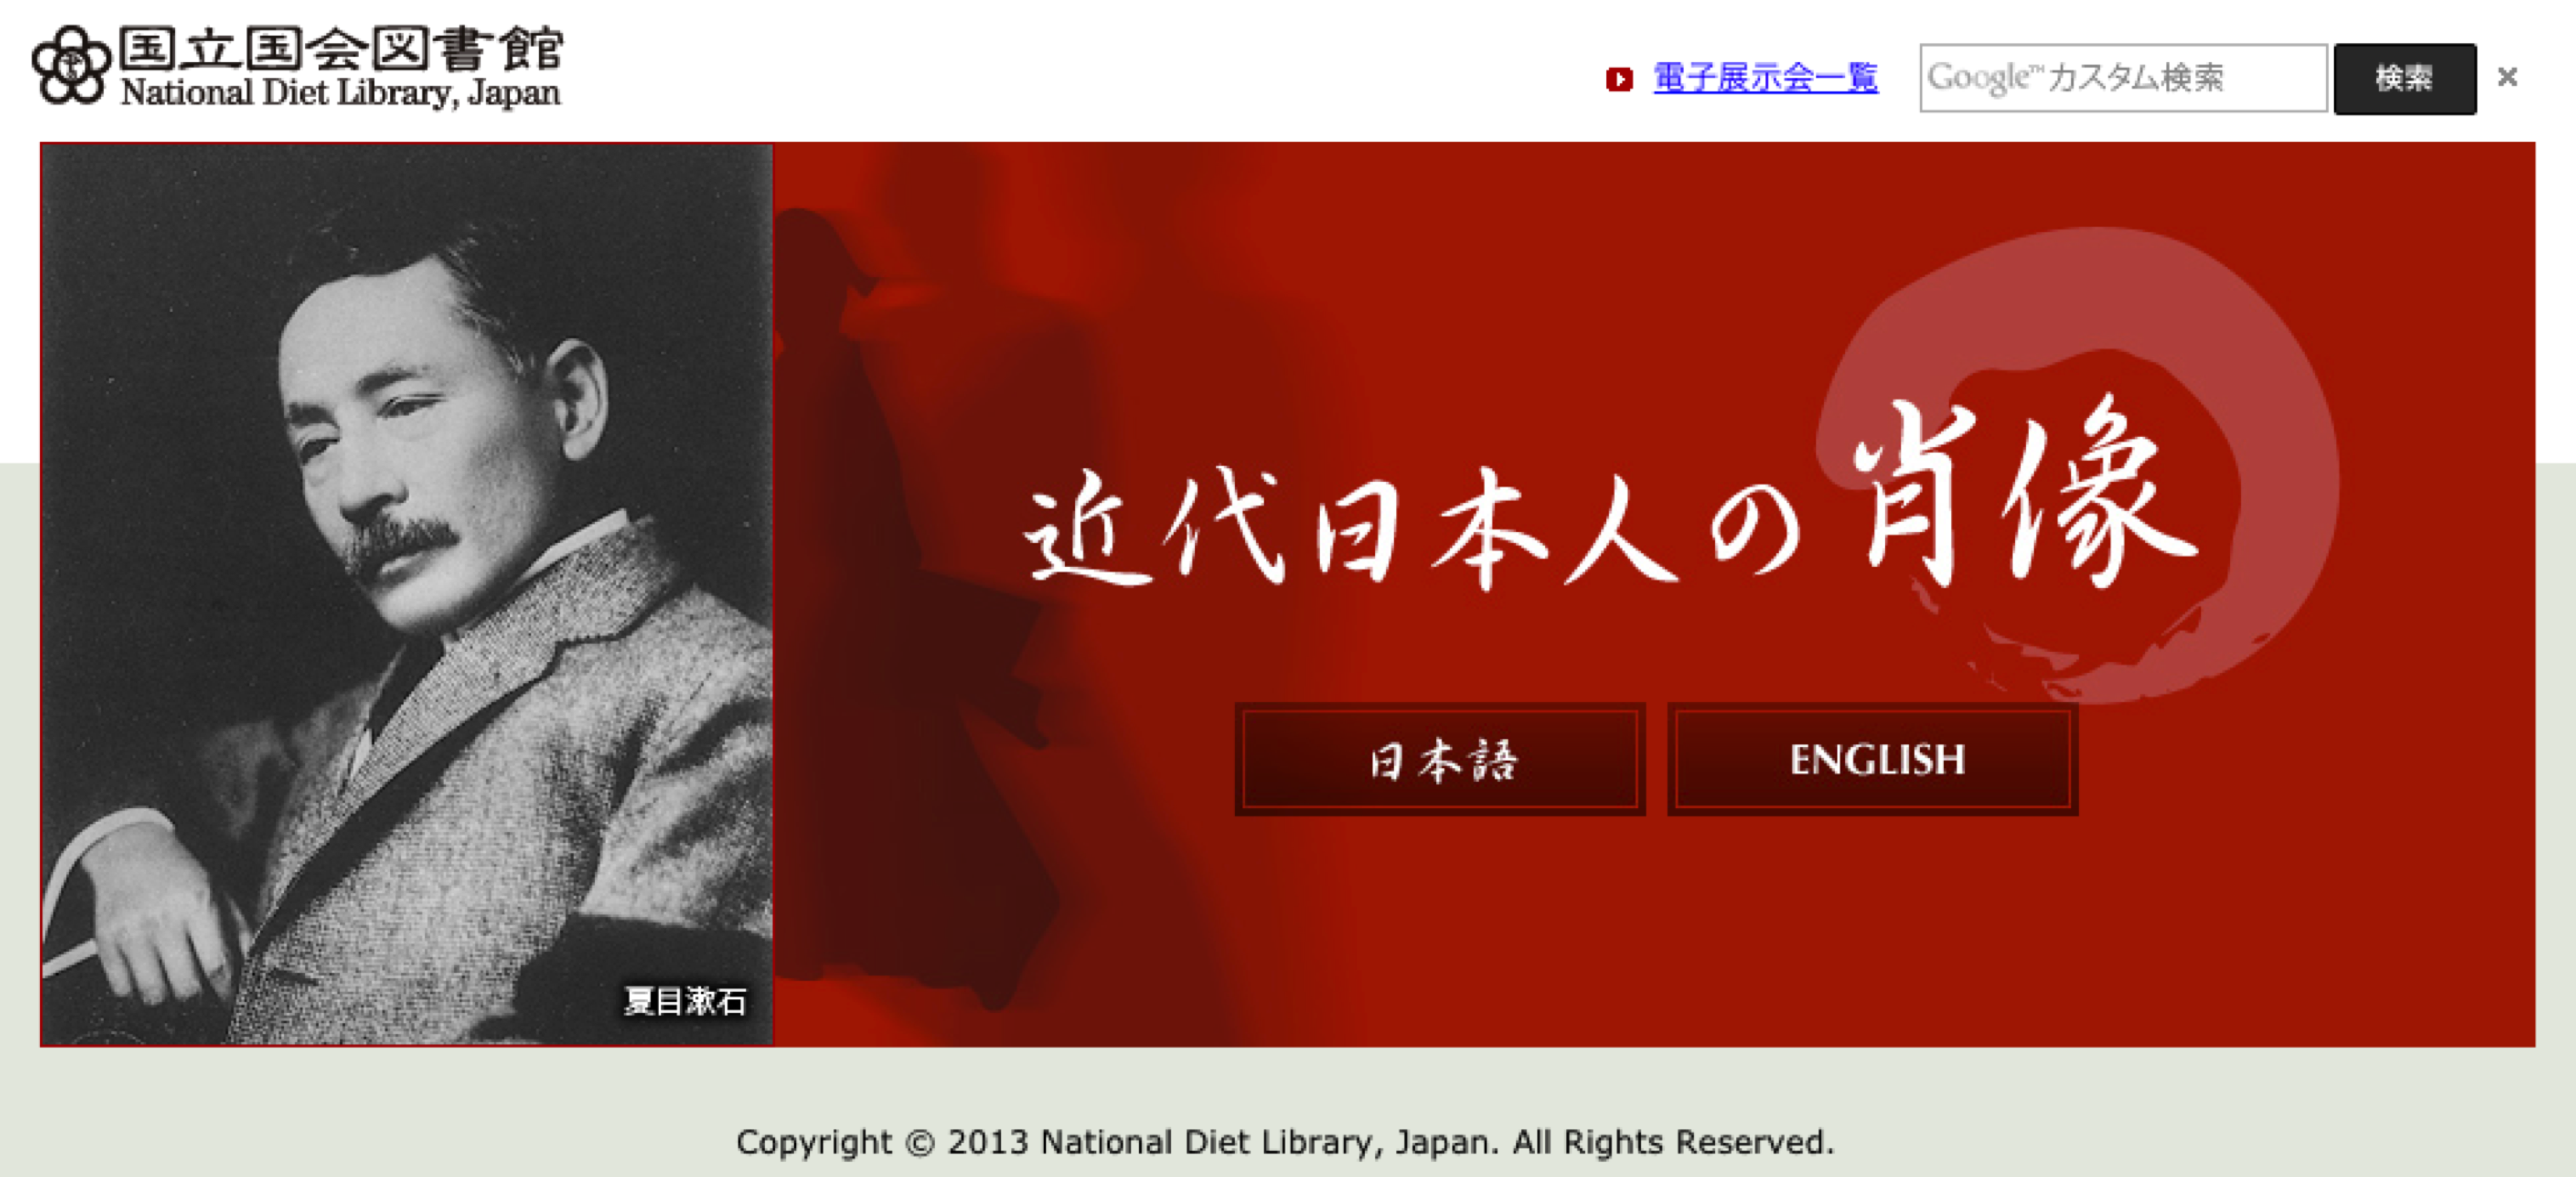 国立国会図書館
National Diet Library, Japan
電子展示会一覧
Google™ カスタム検索
検索
×
近代日本人の肖像
日本語
ENGLISH
夏目漱石
Copyright © 2013 National Diet Library, Japan. All Rights Reserved.